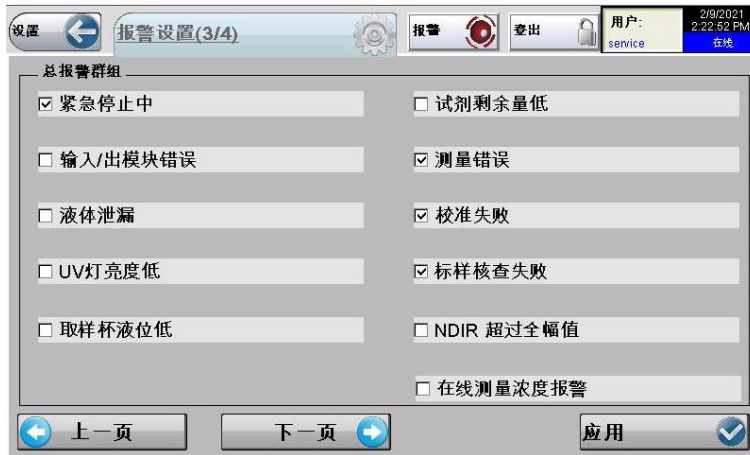 设置
报警设置(3/4)
报警
登出
用户:
service
2/9/2021
2:22:52 PM
在线
总报警群组
紧急停止中
试剂剩余量低
输入/出模块错误
测量错误
液体泄漏
校准失败
UV灯亮度低
标样核查失败
取样杯液位低
NDIR 超过全幅值
在线测量浓度报警
上一页
下一页
应用